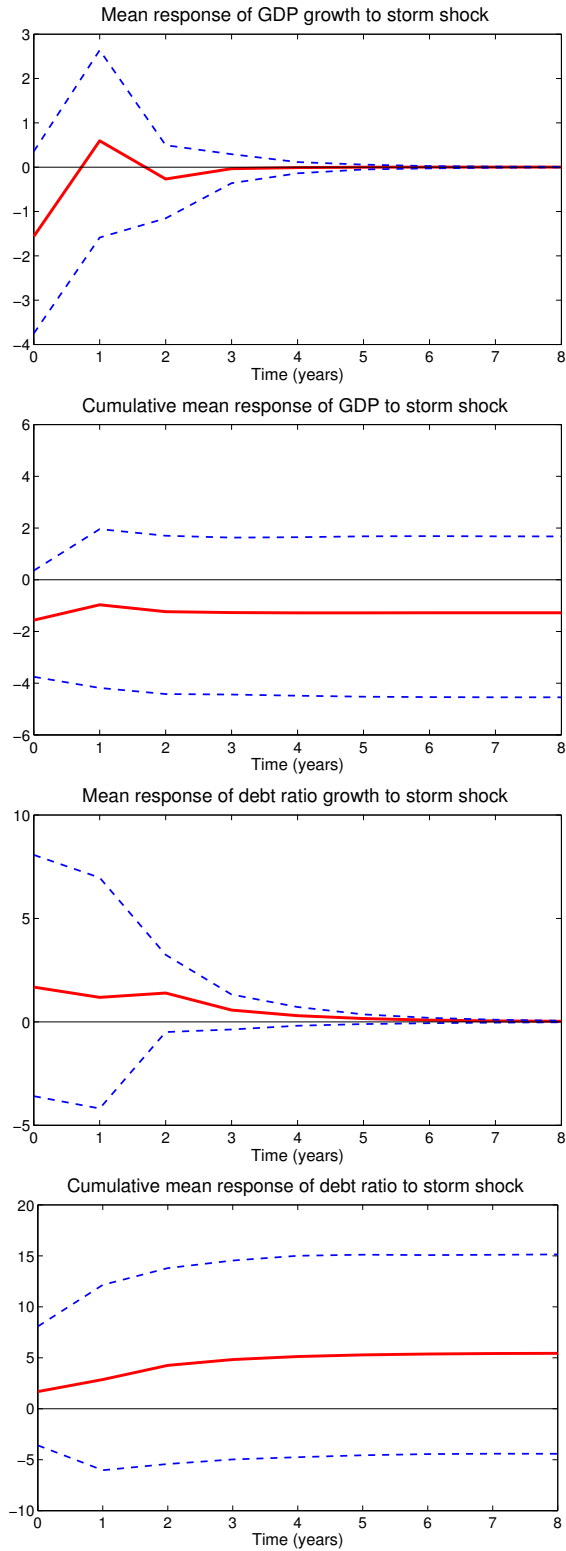 Mean response of GDP growth to storm shock
3
2
1
0
−1
−2
−3
−4
0 1 2 3 4 5 6 7 8
Time (years)
Cumulative mean response of GDP to storm shock
6
4
2
0
−2
−4
−6
0 1 2 3 4 5 6 7 8
Time (years)
Mean response of debt ratio growth to storm shock
10
5
0
−5
0 1 2 3 4 5 6 7 8
Time (years)
Cumulative mean response of debt ratio to storm shock
20
15
10
5
0
−5
−10
0 1 2 3 4 5 6 7 8
Time (years)